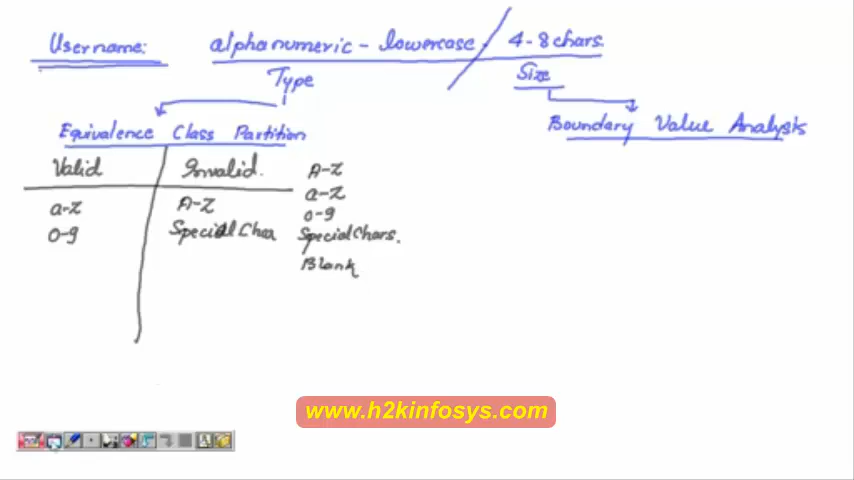 Username: alphanumeric - lowercase. / 4-8 chars.
Type
Size
Equivalence Class Partition
Boundary Value Analysis
Valid
Invalid.
A-Z
a-z
0-9
Special Chars.
Blank
a-z
0-9
A-Z
Special Char
www.h2kinfosys.com